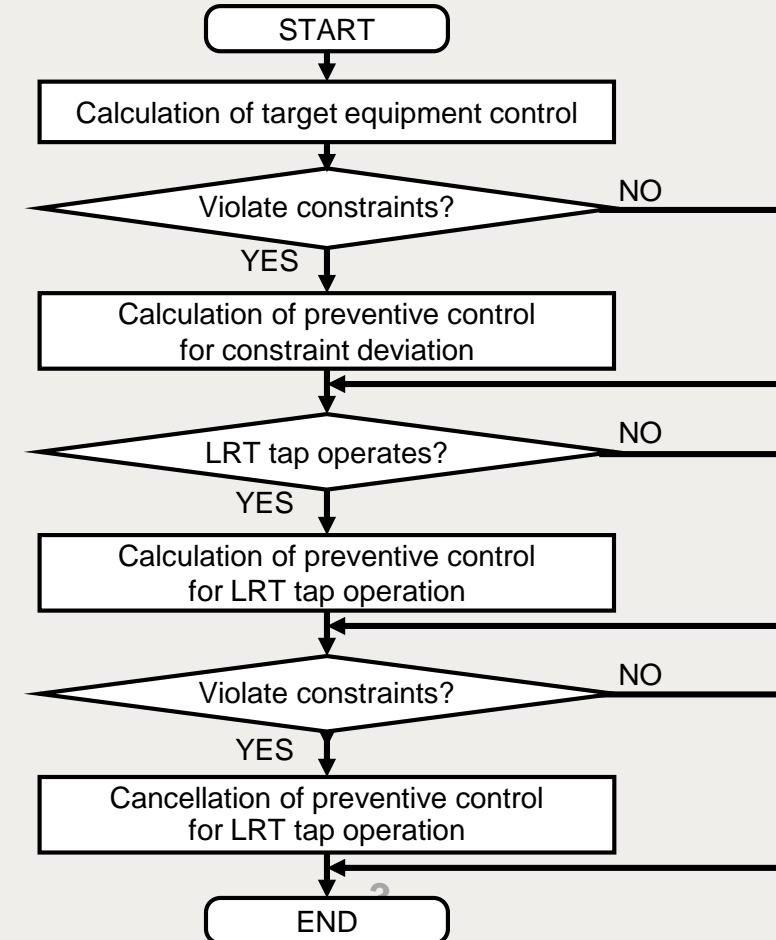 START
Calculation of target equipment control
Violate constraints?
NO
YES
Calculation of preventive control
for constraint deviation
LRT tap operates?
NO
YES
Calculation of preventive control
for LRT tap operation
Violate constraints?
NO
YES
Cancellation of preventive control
for LRT tap operation
END